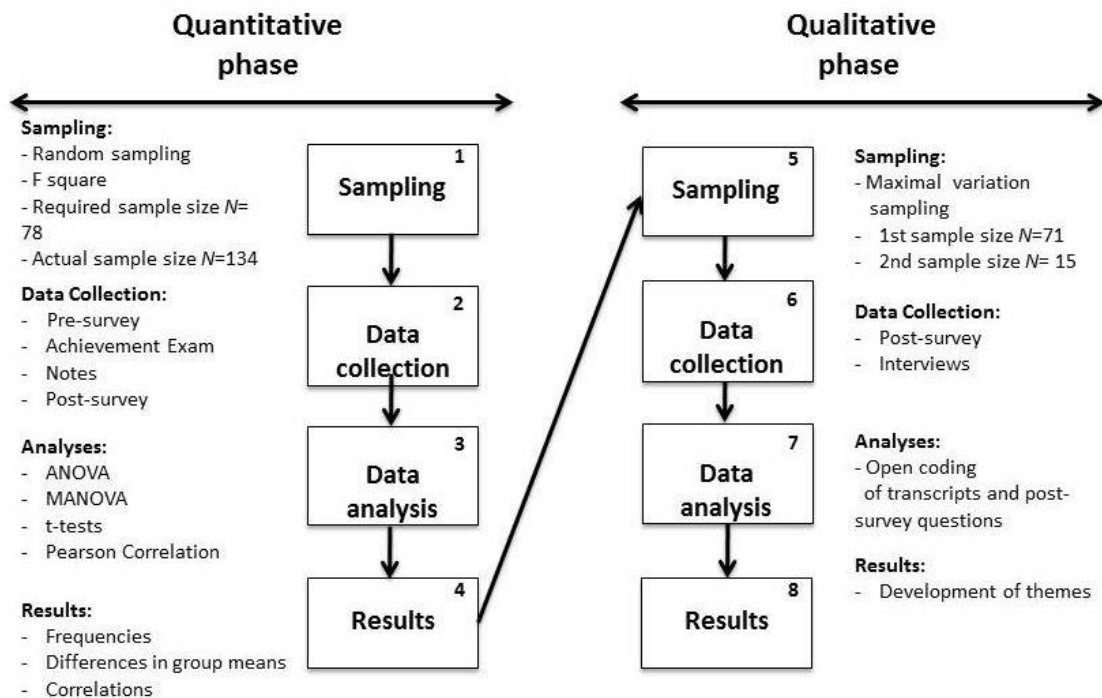 Quantitative
phase
Sampling:
- Random sampling
- F square
- Required sample size N=
78
- Actual sample size N=134
Data Collection:
- Pre-survey
- Achievement Exam
- Notes
- Post-survey
Analyses:
- ANOVA
- MANOVA
- t-tests
- Pearson Correlation
Results:
- Frequencies
- Differences in group means
- Correlations
1
Sampling
2
Data
collection
3
Data
analysis
4
Results
Qualitative
phase
5
Sampling
6
Data
collection
7
Data
analysis
8
Results
Sampling:
- Maximal variation
sampling
- 1st sample size N=71
- 2nd sample size N= 15
Data Collection:
- Post-survey
- Interviews
Analyses:
- Open coding
of transcripts and post-
survey questions
Results:
- Development of themes